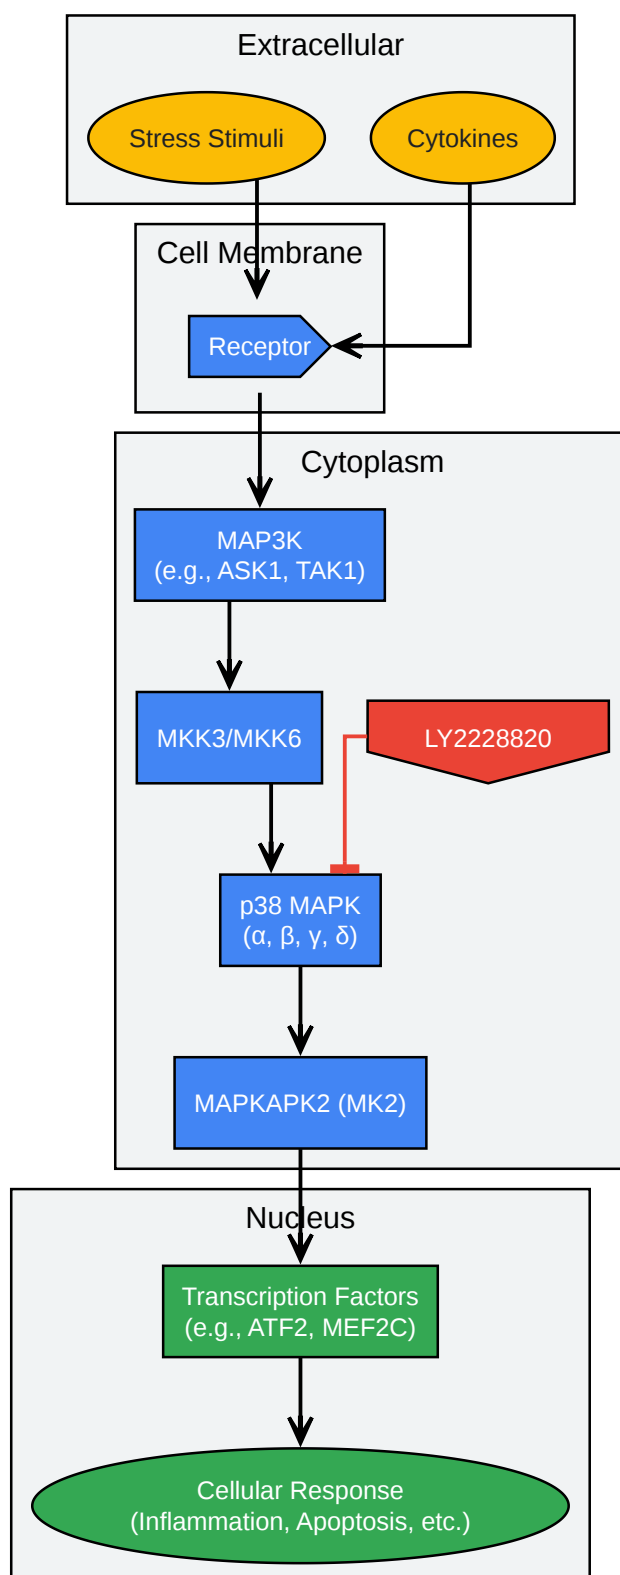 Extracellular
Stress Stimuli
Cytokines
Cell Membrane
Receptor
Cytoplasm
MAP3K
(e.g., ASK1, TAK1)
MKK3/MKK6
LY2228820
p38 MAPK
(α, β, γ, δ)
MAPKAPK2 (MK2)
Nucleus
Transcription Factors
(e.g., ATF2, MEF2C)
Cellular Response
(Inflammation, Apoptosis, etc.)